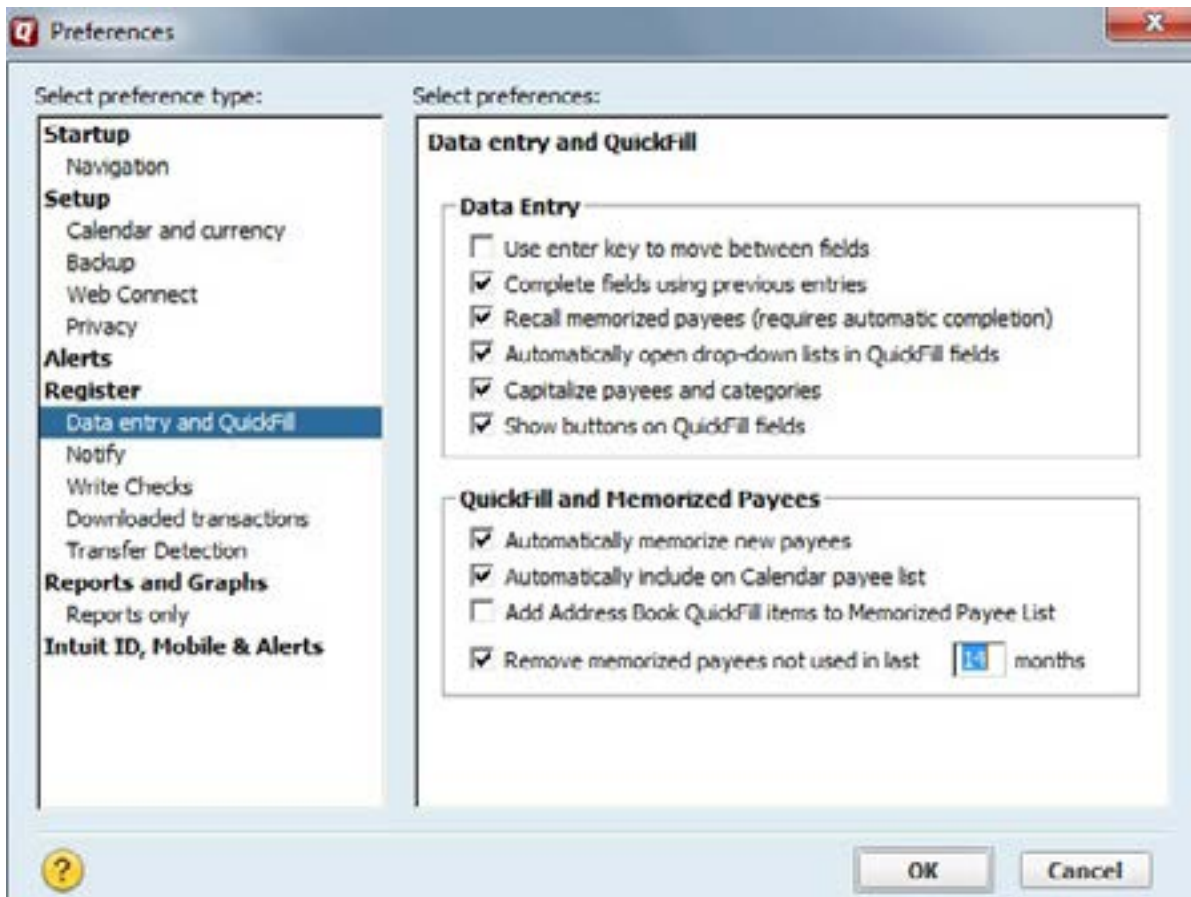 Preferences
Select preference type:
Startup
Navigation
Setup
Calendar and currency
Backup
Web Connect
Privacy
Alerts
Register
Data entry and QuickFill
Notify
Write Checks
Downloaded transactions
Transfer Detection
Reports and Graphs
Reports only
Intuit ID, Mobile & Alerts
Select preferences:
Data entry and QuickFill
Data Entry
Use enter key to move between fields
Complete fields using previous entries
Recall memorized payees (requires automatic completion)
Automatically open drop-down lists in QuickFill fields
Capitalize payees and categories
Show buttons on QuickFill fields
QuickFill and Memorized Payees
Automatically memorize new payees
Automatically include on Calendar payee list
Add Address Book QuickFill items to Memorized Payee List
Remove memorized payees not used in last 14 months
?
OK
Cancel